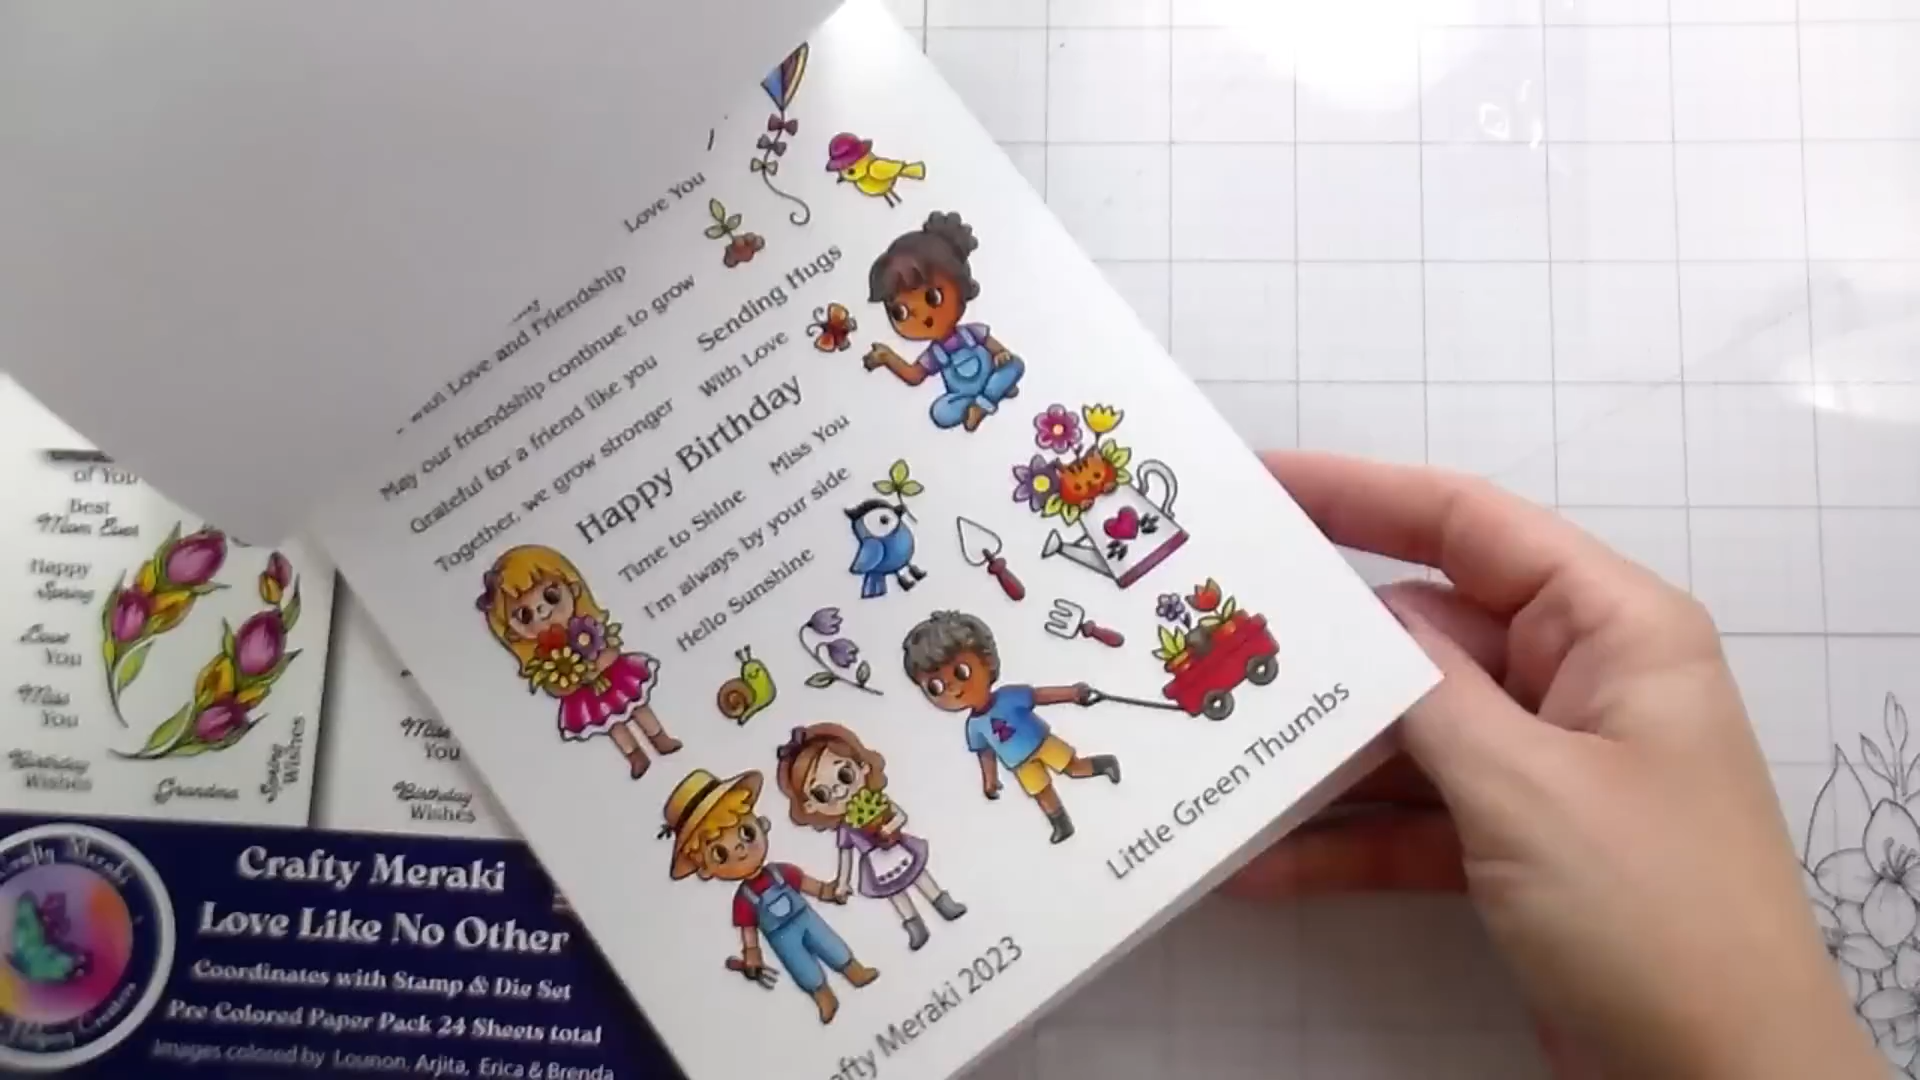 Love You
with Love and Friendship
May our friendship continue to grow
Sending Hugs
Grateful for a friend like you
With Love
Together, we grow stronger
Happy Birthday
Miss You
Time to Shine
I'm always by your side
Hello Sunshine
Little Green Thumbs
fty Meraki 2023
of You
Best
Mom Ever
Happy
Spring
Love
You
Miss
You
Birthday
Wishes
Grandma
Spring
Wishes
Miss
You
Birthday
Wishes
Crafty Meraki
Crafty Meraki
Love Like No Other
Coordinates with Stamp & Die Set
Pre Colored Paper Pack 24 Sheets total
Images colored by Lounon, Arjita, Erica & Brenda